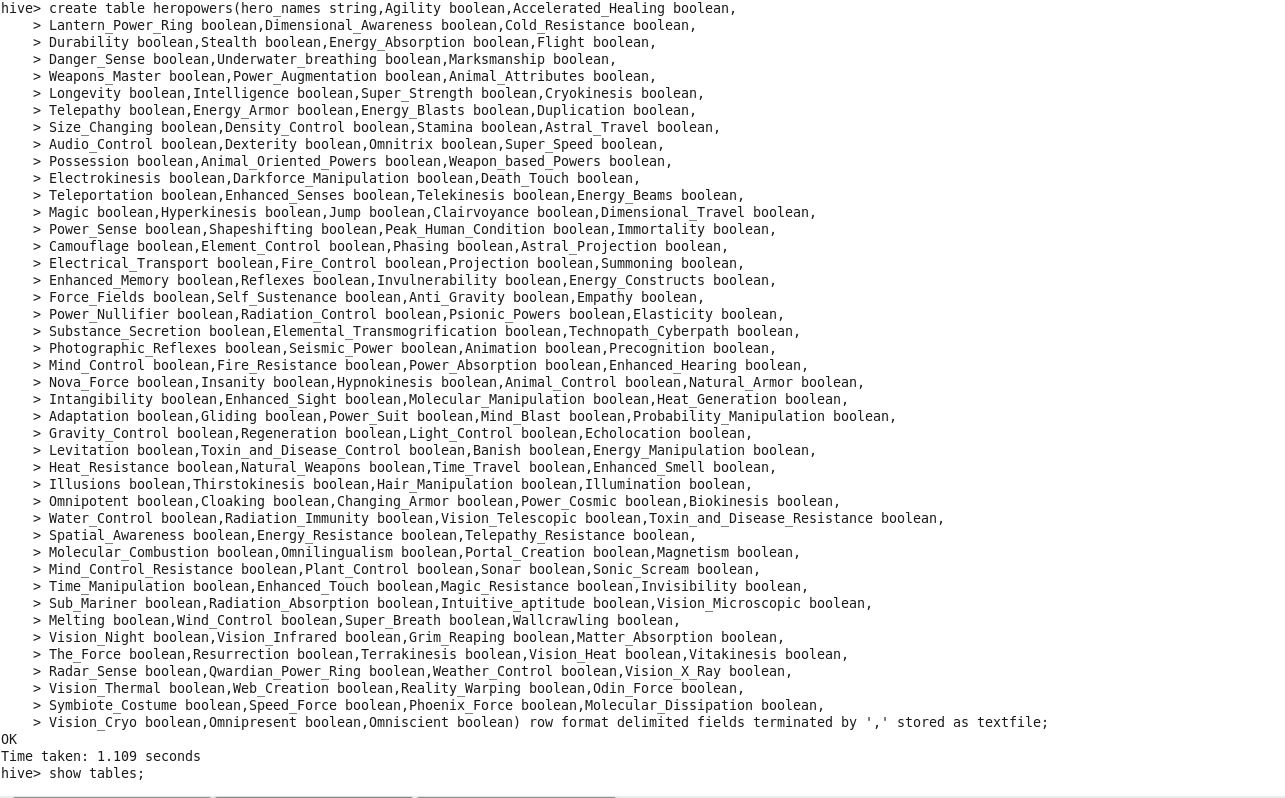 hive> create table heropowers(hero_names string,Agility boolean,Accelerated_Healing boolean,
    > Lantern_Power_Ring boolean,Dimensional_Awareness boolean,Cold_Resistance boolean,
    > Durability boolean,Stealth boolean,Energy_Absorption boolean,Flight boolean,
    > Danger_Sense boolean,Underwater_breathing boolean,Marksmanship boolean,
    > Weapons_Master boolean,Power_Augmentation boolean,Animal_Attributes boolean,
    > Longevity boolean,Intelligence boolean,Super_Strength boolean,Cryokinesis boolean,
    > Telepathy boolean,Energy_Armor boolean,Energy_Blasts boolean,Duplication boolean,
    > Size_Changing boolean,Density_Control boolean,Stamina boolean,Astral_Travel boolean,
    > Audio_Control boolean,Dexterity boolean,Omnitrix boolean,Super_Speed boolean,
    > Possession boolean,Animal_Oriented_Powers boolean,Weapon_based_Powers boolean,
    > Electrokinesis boolean,Darkforce_Manipulation boolean,Death_Touch boolean,
    > Teleportation boolean,Enhanced_Senses boolean,Telekinesis boolean,Energy_Beams boolean,
    > Magic boolean,Hyperkinesis boolean,Jump boolean,Clairvoyance boolean,Dimensional_Travel boolean,
    > Power_Sense boolean,Shapeshifting boolean,Peak_Human_Condition boolean,Immortality boolean,
    > Camouflage boolean,Element_Control boolean,Phasing boolean,Astral_Projection boolean,
    > Electrical_Transport boolean,Fire_Control boolean,Projection boolean,Summoning boolean,
    > Enhanced_Memory boolean,Reflexes boolean,Invulnerability boolean,Energy_Constructs boolean,
    > Force_Fields boolean,Self_Sustenance boolean,Anti_Gravity boolean,Empathy boolean,
    > Power_Nullifier boolean,Radiation_Control boolean,Psionic_Powers boolean,Elasticity boolean,
    > Substance_Secretion boolean,Elemental_Transmogrification boolean,Technopath_Cyberpath boolean,
    > Photographic_Reflexes boolean,Seismic_Power boolean,Animation boolean,Precognition boolean,
    > Mind_Control boolean,Fire_Resistance boolean,Power_Absorption boolean,Enhanced_Hearing boolean,
    > Nova_Force boolean,Insanity boolean,Hypnokinesis boolean,Animal_Control boolean,Natural_Armor boolean,
    > Intangibility boolean,Enhanced_Sight boolean,Molecular_Manipulation boolean,Heat_Generation boolean,
    > Adaptation boolean,Gliding boolean,Power_Suit boolean,Mind_Blast boolean,Probability_Manipulation boolean,
    > Gravity_Control boolean,Regeneration boolean,Light_Control boolean,Echolocation boolean,
    > Levitation boolean,Toxin_and_Disease_Control boolean,Banish boolean,Energy_Manipulation boolean,
    > Heat_Resistance boolean,Natural_Weapons boolean,Time_Travel boolean,Enhanced_Smell boolean,
    > Illusions boolean,Thirstokinesis boolean,Hair_Manipulation boolean,Illumination boolean,
    > Omnipotent boolean,Cloaking boolean,Changing_Armor boolean,Power_Cosmic boolean,Biokinesis boolean,
    > Water_Control boolean,Radiation_Immunity boolean,Vision_Telescopic boolean,Toxin_and_Disease_Resistance boolean,
    > Spatial_Awareness boolean,Energy_Resistance boolean,Telepathy_Resistance boolean,
    > Molecular_Combustion boolean,Omnilingualism boolean,Portal_Creation boolean,Magnetism boolean,
    > Mind_Control_Resistance boolean,Plant_Control boolean,Sonar boolean,Sonic_Scream boolean,
    > Time_Manipulation boolean,Enhanced_Touch boolean,Magic_Resistance boolean,Invisibility boolean,
    > Sub_Mariner boolean,Radiation_Absorption boolean,Intuitive_aptitude boolean,Vision_Microscopic boolean,
    > Melting boolean,Wind_Control boolean,Super_Breath boolean,Wallcrawling boolean,
    > Vision_Night boolean,Vision_Infrared boolean,Grim_Reaping boolean,Matter_Absorption boolean,
    > The_Force boolean,Resurrection boolean,Terrakinesis boolean,Vision_Heat boolean,Vitakinesis boolean,
    > Radar_Sense boolean,Qwardian_Power_Ring boolean,Weather_Control boolean,Vision_X_Ray boolean,
    > Vision_Thermal boolean,Web_Creation boolean,Reality_Warping boolean,Odin_Force boolean,
    > Symbiote_Costume boolean,Speed_Force boolean,Phoenix_Force boolean,Molecular_Dissipation boolean,
    > Vision_Cryo boolean,Omnipresent boolean,Omniscient boolean) row format delimited fields terminated by ',' stored as textfile;
OK
Time taken: 1.109 seconds
hive> show tables;